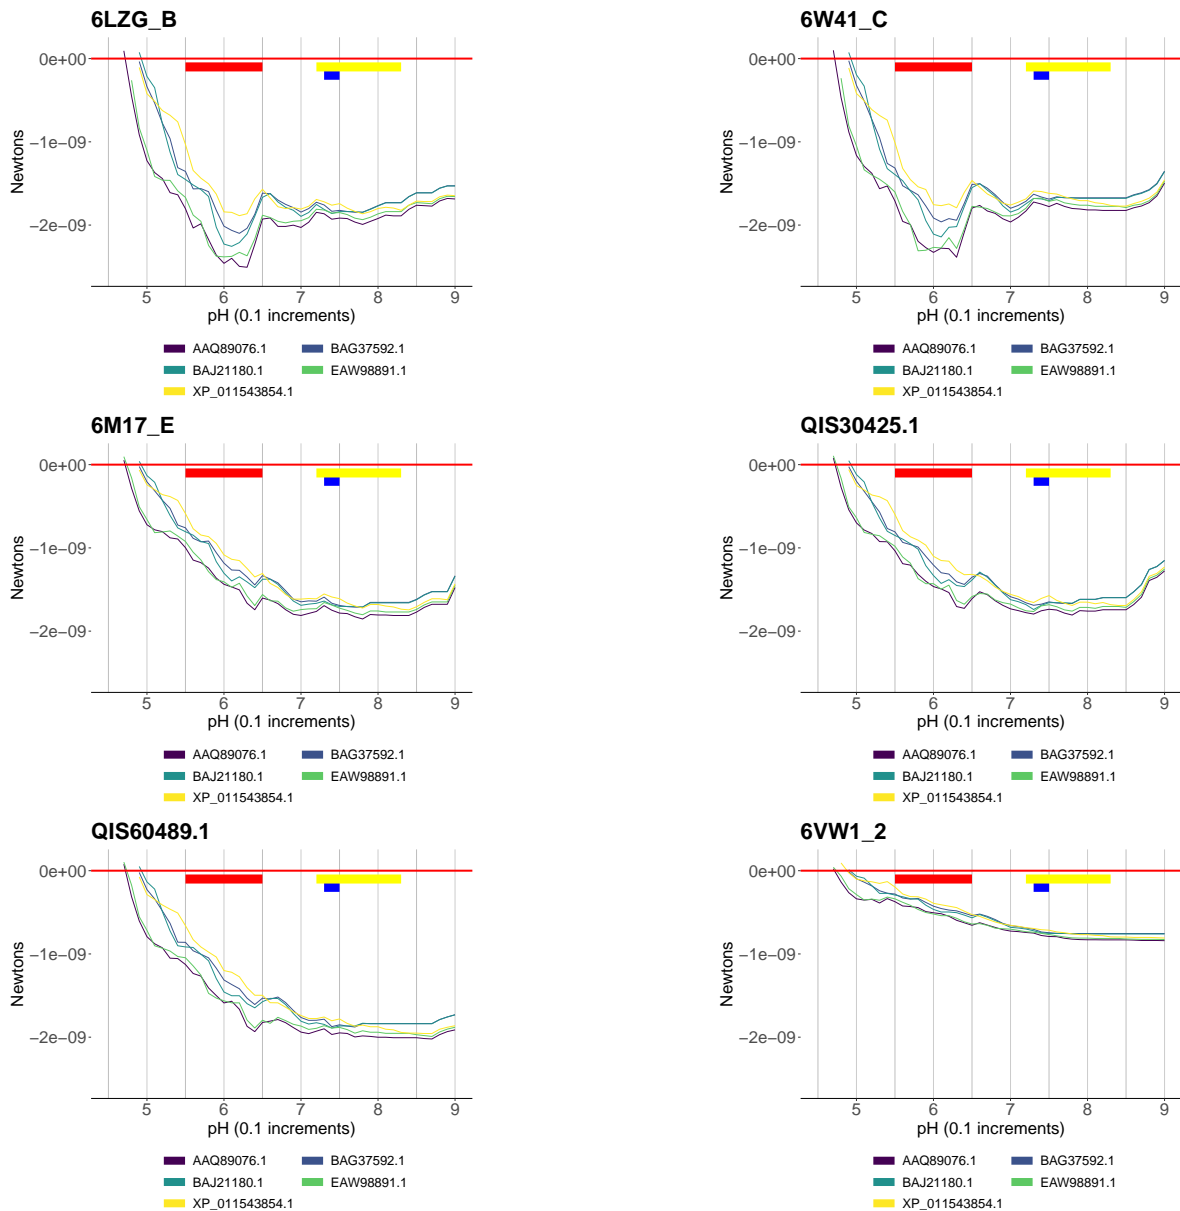 6LZG_B
0e+00
−1e−09
−2e−09
Newtons
5 6 7 8 9
pH (0.1 increments)
AAQ89076.1 BAG37592.1
BAJ21180.1 EAW98891.1
XP_011543854.1
6W41_C
0e+00
−1e−09
−2e−09
Newtons
5 6 7 8 9
pH (0.1 increments)
AAQ89076.1 BAG37592.1
BAJ21180.1 EAW98891.1
XP_011543854.1
6M17_E
0e+00
−1e−09
−2e−09
Newtons
5 6 7 8 9
pH (0.1 increments)
AAQ89076.1 BAG37592.1
BAJ21180.1 EAW98891.1
XP_011543854.1
QIS30425.1
0e+00
−1e−09
−2e−09
Newtons
5 6 7 8 9
pH (0.1 increments)
AAQ89076.1 BAG37592.1
BAJ21180.1 EAW98891.1
XP_011543854.1
QIS60489.1
0e+00
−1e−09
−2e−09
Newtons
5 6 7 8 9
pH (0.1 increments)
AAQ89076.1 BAG37592.1
BAJ21180.1 EAW98891.1
XP_011543854.1
6VW1_2
0e+00
−1e−09
−2e−09
Newtons
5 6 7 8 9
pH (0.1 increments)
AAQ89076.1 BAG37592.1
BAJ21180.1 EAW98891.1
XP_011543854.1